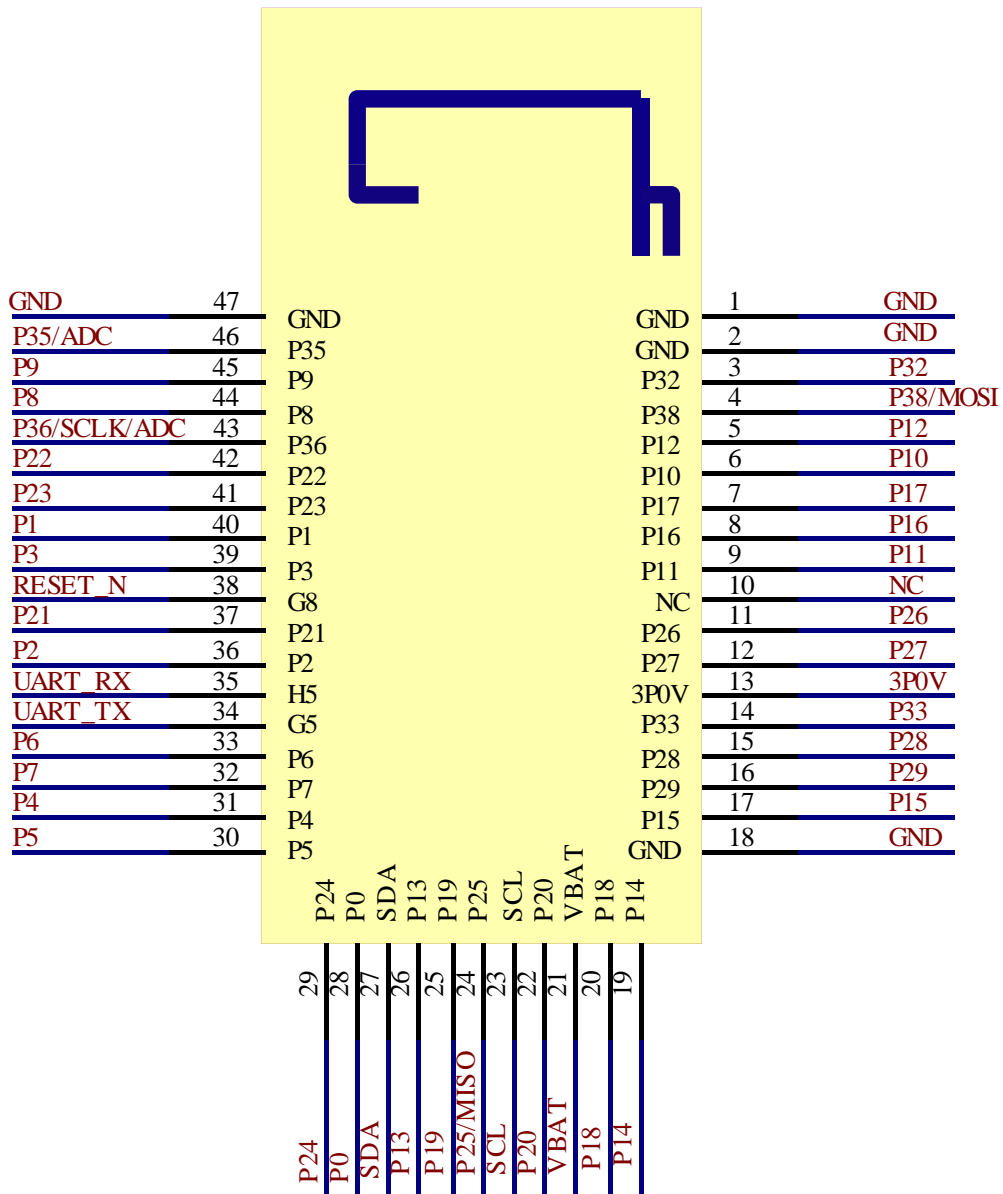 GND 47 GND GND 1 GND
P35/ADC 46 P35 GND 2 GND
P9 45 P9 P32 3 P32
P8 44 P8 P38 4 P38/MOSI
P36/SCLK/ADC 43 P36 P12 5 P12
P22 42 P22 P10 6 P10
P23 41 P23 P17 7 P17
P1 40 P1 P16 8 P16
P3 39 P3 P11 9 P11
RESET_N 38 G8 NC 10 NC
P21 37 P21 P26 11 P26
P2 36 P2 P27 12 P27
UART_RX 35 H5 3P0V 13 3P0V
UART_TX 34 G5 P33 14 P33
P6 33 P6 P28 15 P28
P7 32 P7 P29 16 P29
P4 31 P4 P15 17 P15
P5 30 P5 GND 18 GND
P24 P0 SDA P13 P19 P25 SCL P20 VBAT P18 P14
29 28 27 26 25 24 23 22 21 20 19
P24 P0 SDA P13 P19 P25/MISO SCL P20 VBAT P18 P14